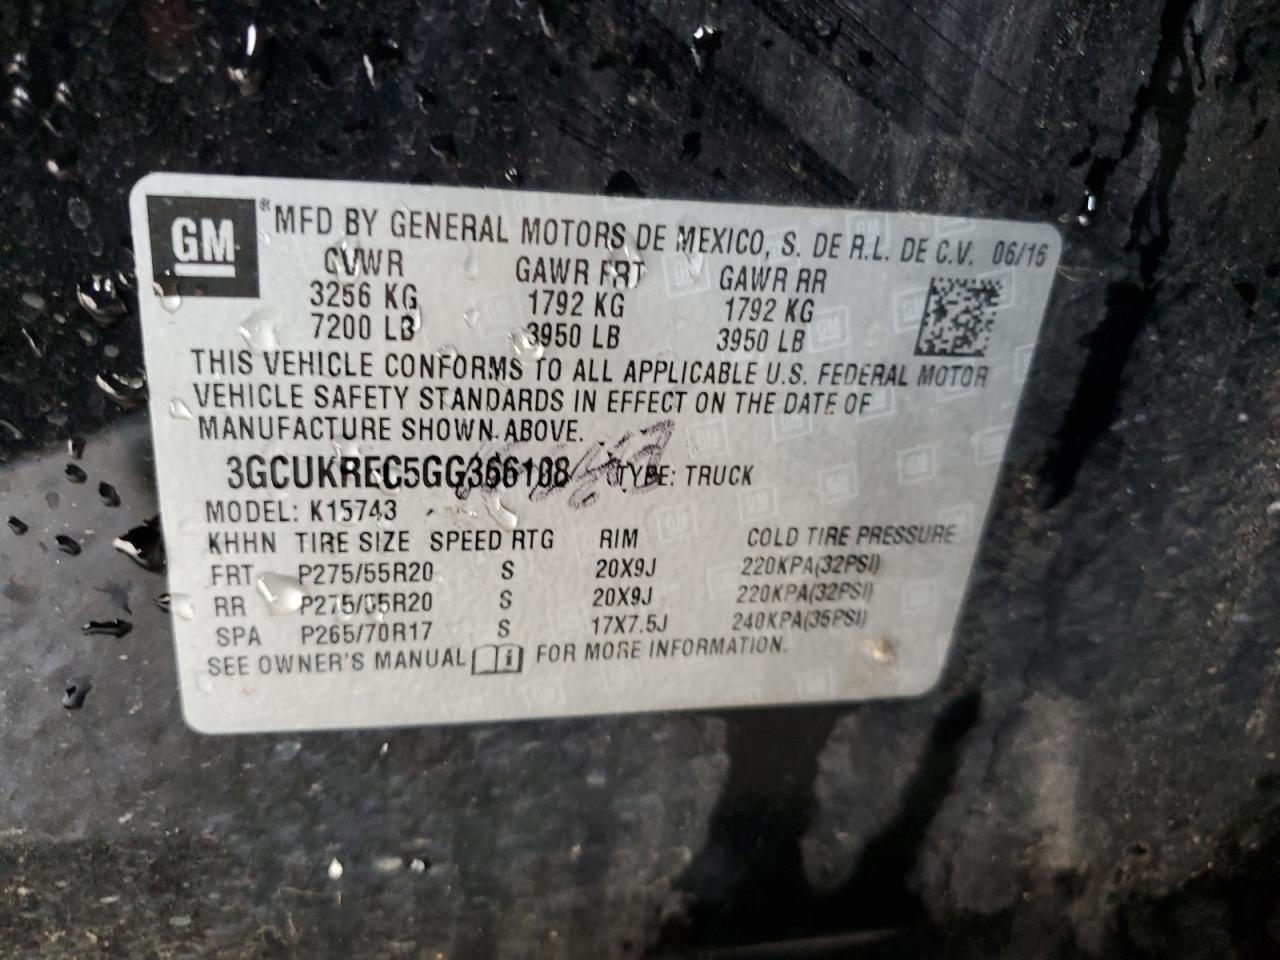 GM ® MFD BY GENERAL MOTORS DE MEXICO, S. DE R.L. DE C.V. 06/16
GVWR GAWR FRT GAWR RR
3256 KG 1792 KG 1792 KG
7200 LB 3950 LB 3950 LB
THIS VEHICLE CONFORMS TO ALL APPLICABLE U.S. FEDERAL MOTOR
VEHICLE SAFETY STANDARDS IN EFFECT ON THE DATE OF
MANUFACTURE SHOWN ABOVE.
3GCUKREC5GG366108 TYPE: TRUCK
MODEL: K15743
KHHN TIRE SIZE SPEED RTG RIM COLD TIRE PRESSURE
FRT P275/55R20 S 20X9J 220KPA(32PSI)
RR P275/55R20 S 20X9J 220KPA(32PSI)
SPA P265/70R17 S 17X7.5J 240KPA(35PSI)
SEE OWNER'S MANUAL i FOR MORE INFORMATION.